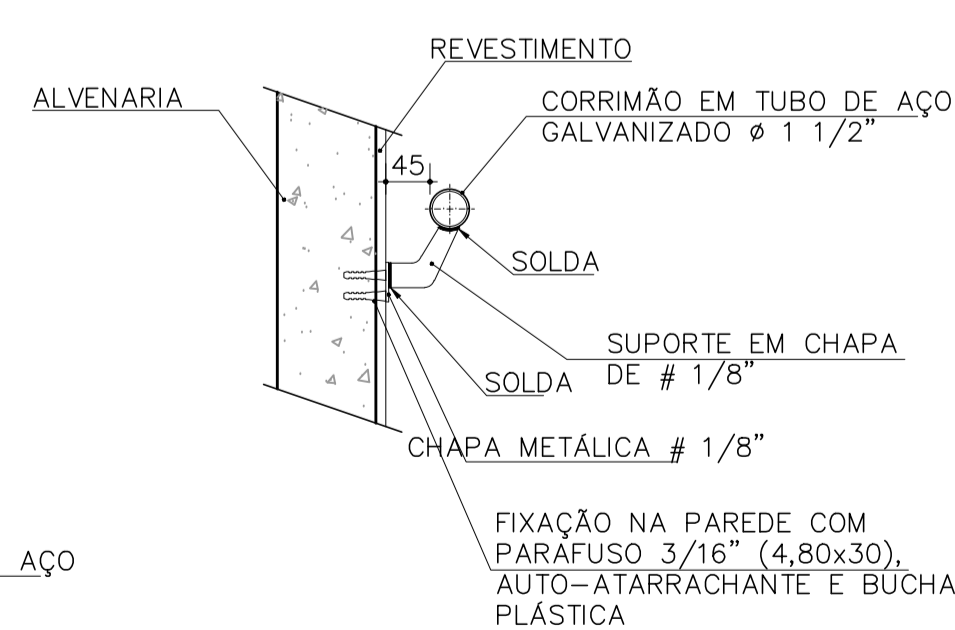 REVESTIMENTO
ALVENARIA
CORRIMÃO EM TUBO DE AÇO
GALVANIZADO ø 1 1/2"
45
SOLDA
SUPORTE EM CHAPA
DE # 1/8"
SOLDA
CHAPA METÁLICA # 1/8"
FIXAÇÃO NA PAREDE COM
PARAFUSO 3/16" (4,80x30),
AUTO-ATARRACHANTE E BUCHA
PLÁSTICA
AÇO